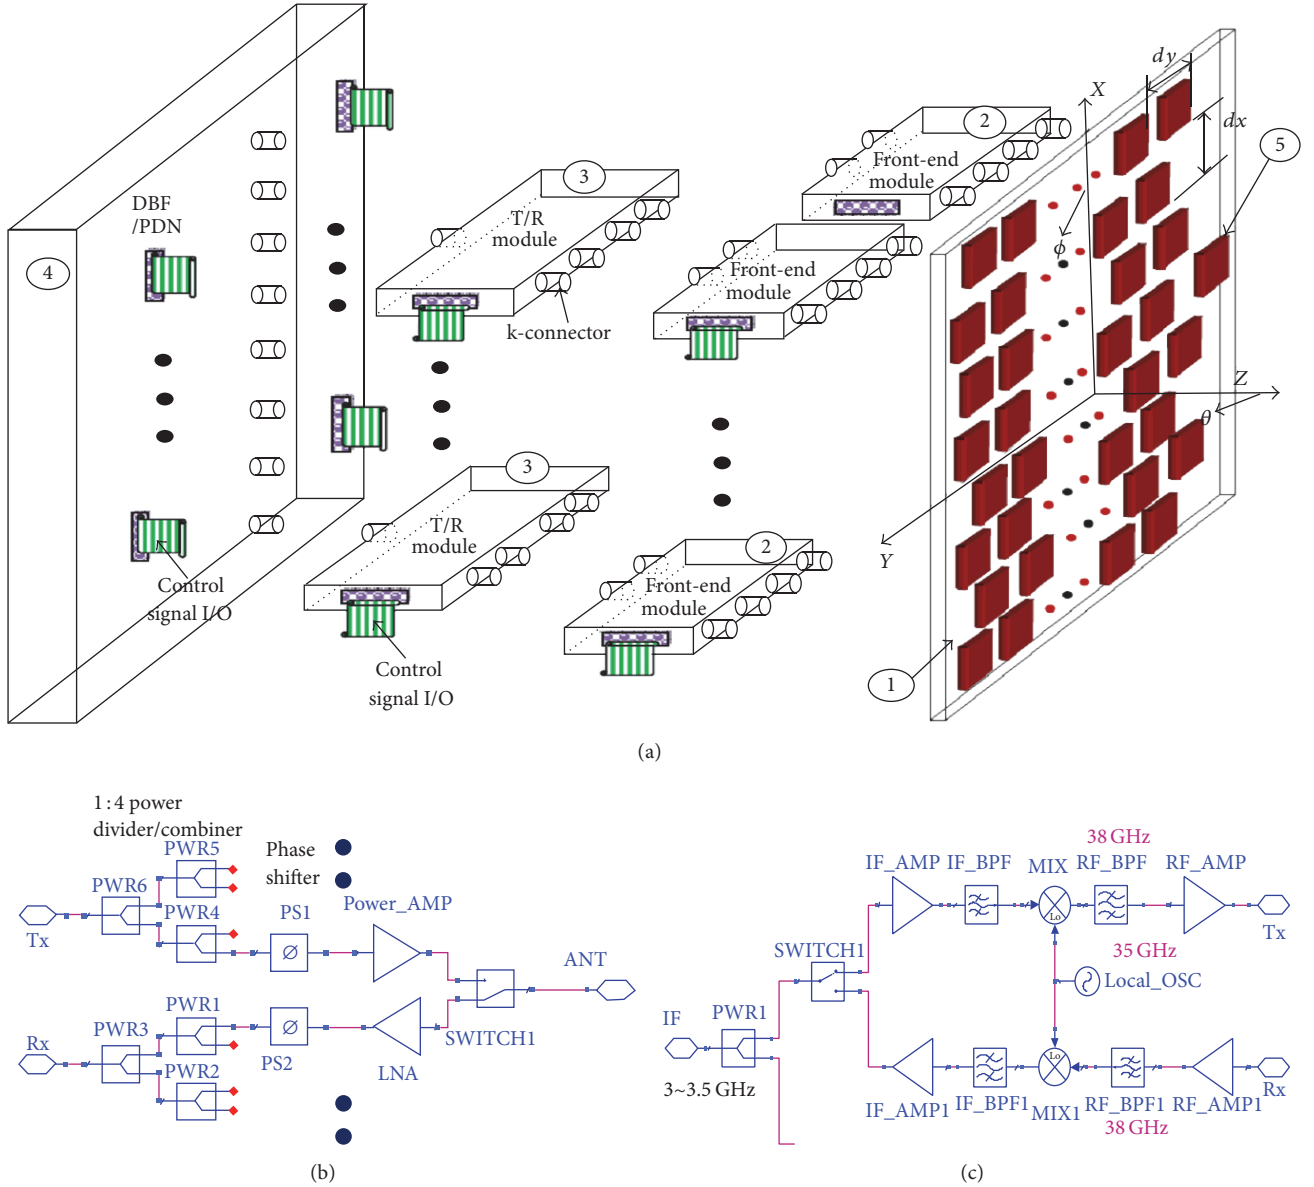 dy
X
dx
2
5
3
Front-end
module
DBF
/PDN
T/R
module
4
ϕ
Front-end
module
k-connector
Z
θ
3
T/R
module
2
Y
Control
signal I/O
Front-end
module
Control
signal I/O
1
(a)
1 : 4 power
divider/combiner
PWR5
Phase
shifter
PWR6
PWR4
PS1
Power_AMP
Tx
ANT
PWR1
PWR3
SWITCH1
Rx
PS2
LNA
PWR2
(b)
38 GHz
IF_AMP
IF_BPF
MIX
RF_BPF
RF_AMP
Lo
Tx
SWITCH1
35 GHz
Local_OSC
IF
PWR1
3~3.5 GHz
Lo
Rx
IF_AMP1
IF_BPF1
MIX1
RF_BPF1
RF_AMP1
38 GHz
(c)